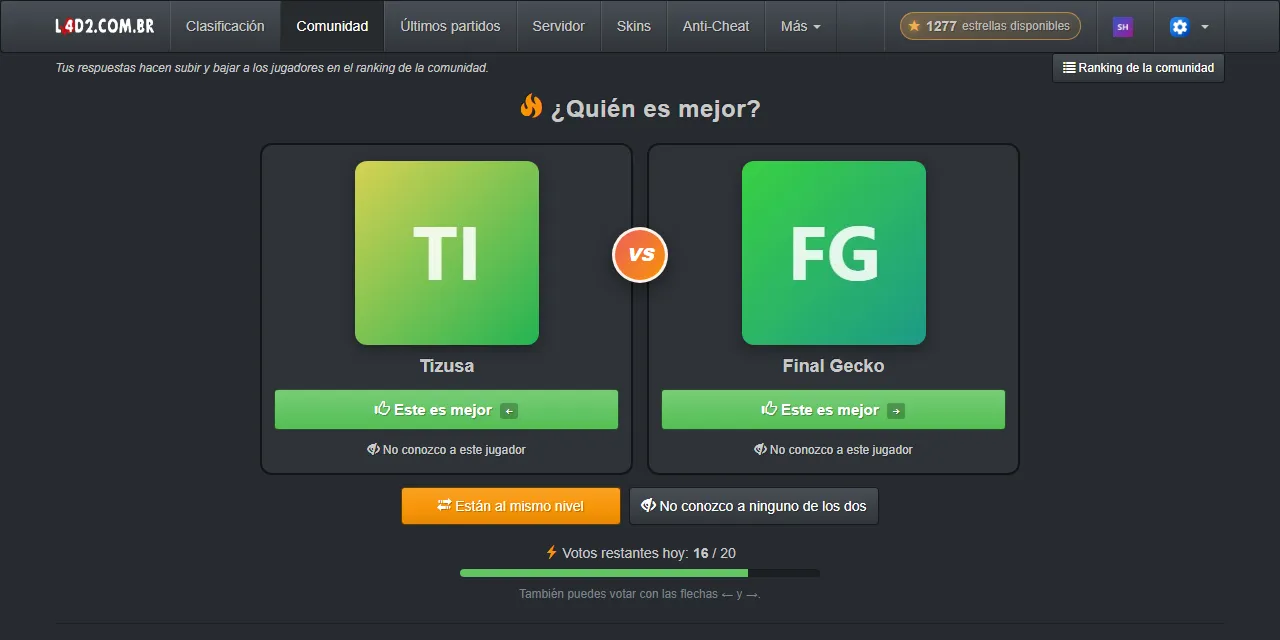 L4D2.COM.BR Clasificación Comunidad Últimos partidos Servidor Skins Anti-Cheat Más 1277 estrellas disponibles SH
Tus respuestas hacen subir y bajar a los jugadores en el ranking de la comunidad. Ranking de la comunidad
¿Quién es mejor?
TI VS FG
Tizusa Final Gecko
Este es mejor ← Este es mejor →
No conozco a este jugador No conozco a este jugador
Están al mismo nivel No conozco a ninguno de los dos
Votos restantes hoy: 16 / 20
También puedes votar con las flechas ← y →.